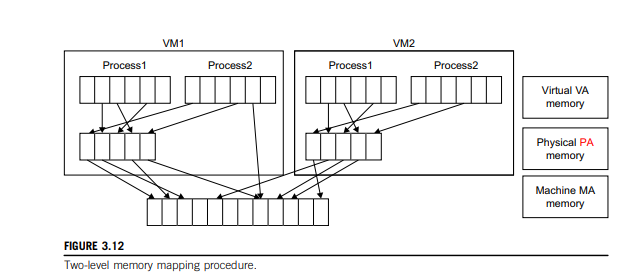 VM1
VM2
Process1
Process2
Process1
Process2
Virtual VA
memory
Physical PA
memory
Machine MA
memory
FIGURE 3.12
Two-level memory mapping procedure.